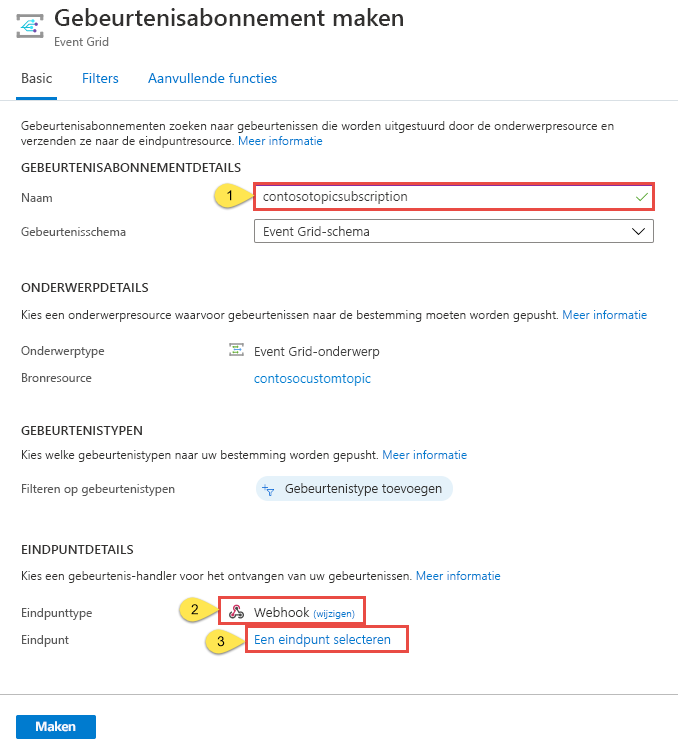 Gebeurtenisabonnement maken
Event Grid
Basic Filters Aanvullende functies
Gebeurtenisabonnementen zoeken naar gebeurtenissen die worden uitgestuurd door de onderwerpresource en
verzenden ze naar de eindpuntresource. Meer informatie
GEBEURTENISABONNEMENTDETAILS
Naam 1 contosotopicsubscription
Gebeurtenisschema Event Grid-schema
ONDERWERPDETAILS
Kies een onderwerpresource waarvoor gebeurtenissen naar de bestemming moeten worden gepusht. Meer informatie
Onderwerptype Event Grid-onderwerp
Bronresource contosocustomtopic
GEBEURTENISTYPEN
Kies welke gebeurtenistypen naar uw bestemming worden gepusht. Meer informatie
Filteren op gebeurtenistypen Gebeurtenistype toevoegen
EINDPUNTDETAILS
Kies een gebeurtenis-handler voor het ontvangen van uw gebeurtenissen. Meer informatie
Eindpunttype 2 Webhook (wijzigen)
Eindpunt 3 Een eindpunt selecteren
Maken